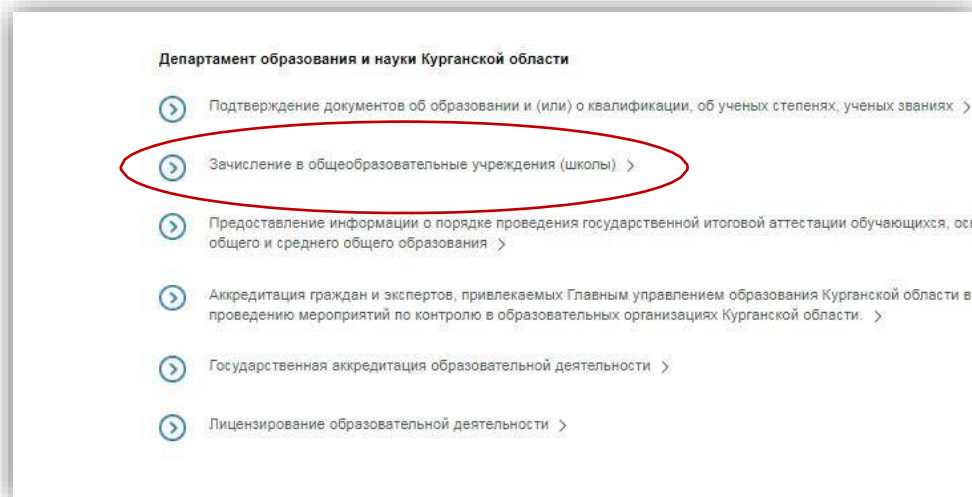 Департамент образования и науки Курганской области
Подтверждение документов об образовании и (или) о квалификации, об ученых степенях, ученых званиях >
Зачисление в общеобразовательные учреждения (школы) >
Предоставление информации о порядке проведения государственной итоговой аттестации обучающихся,
общего и среднего общего образования >
Аккредитация граждан и экспертов, привлекаемых Главным управлением образования Курганской области в
проведению мероприятий по контролю в образовательных организациях Курганской области. >
Государственная аккредитация образовательной деятельности >
Лицензирование образовательной деятельности >